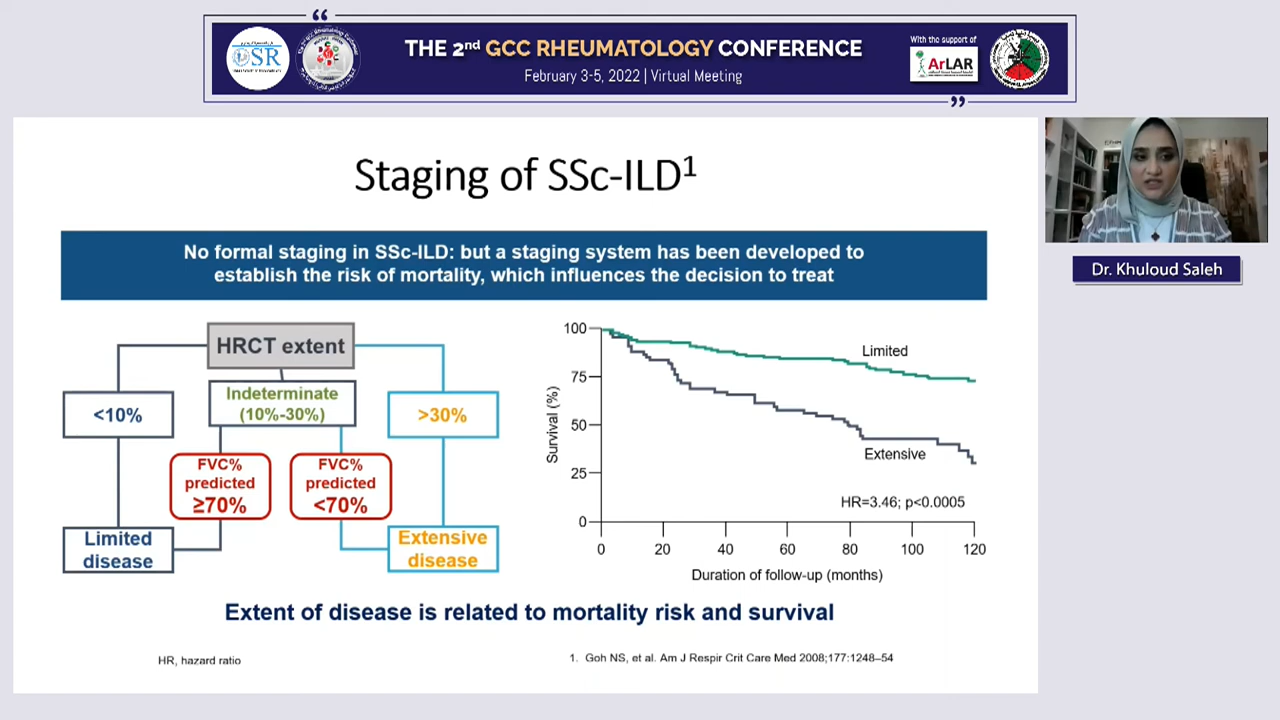 “
OSR
THE 2nd GCC RHEUMATOLOGY CONFERENCE
February 3-5, 2022 | Virtual Meeting
With the support of
ArLAR
”
Staging of SSc-ILD1
No formal staging in SSc-ILD: but a staging system has been developed to
establish the risk of mortality, which influences the decision to treat
HRCT extent
<10%
Indeterminate
(10%-30%)
>30%
FVC%
predicted
≥70%
FVC%
predicted
<70%
Limited
disease
Extensive
disease
Survival (%)
100
75
50
25
0
Limited
Extensive
HR=3.46; p<0.0005
0 20 40 60 80 100 120
Duration of follow-up (months)
Extent of disease is related to mortality risk and survival
HR, hazard ratio
1. Goh NS, et al. Am J Respir Crit Care Med 2008;177:1248–54
Dr. Khuloud Saleh